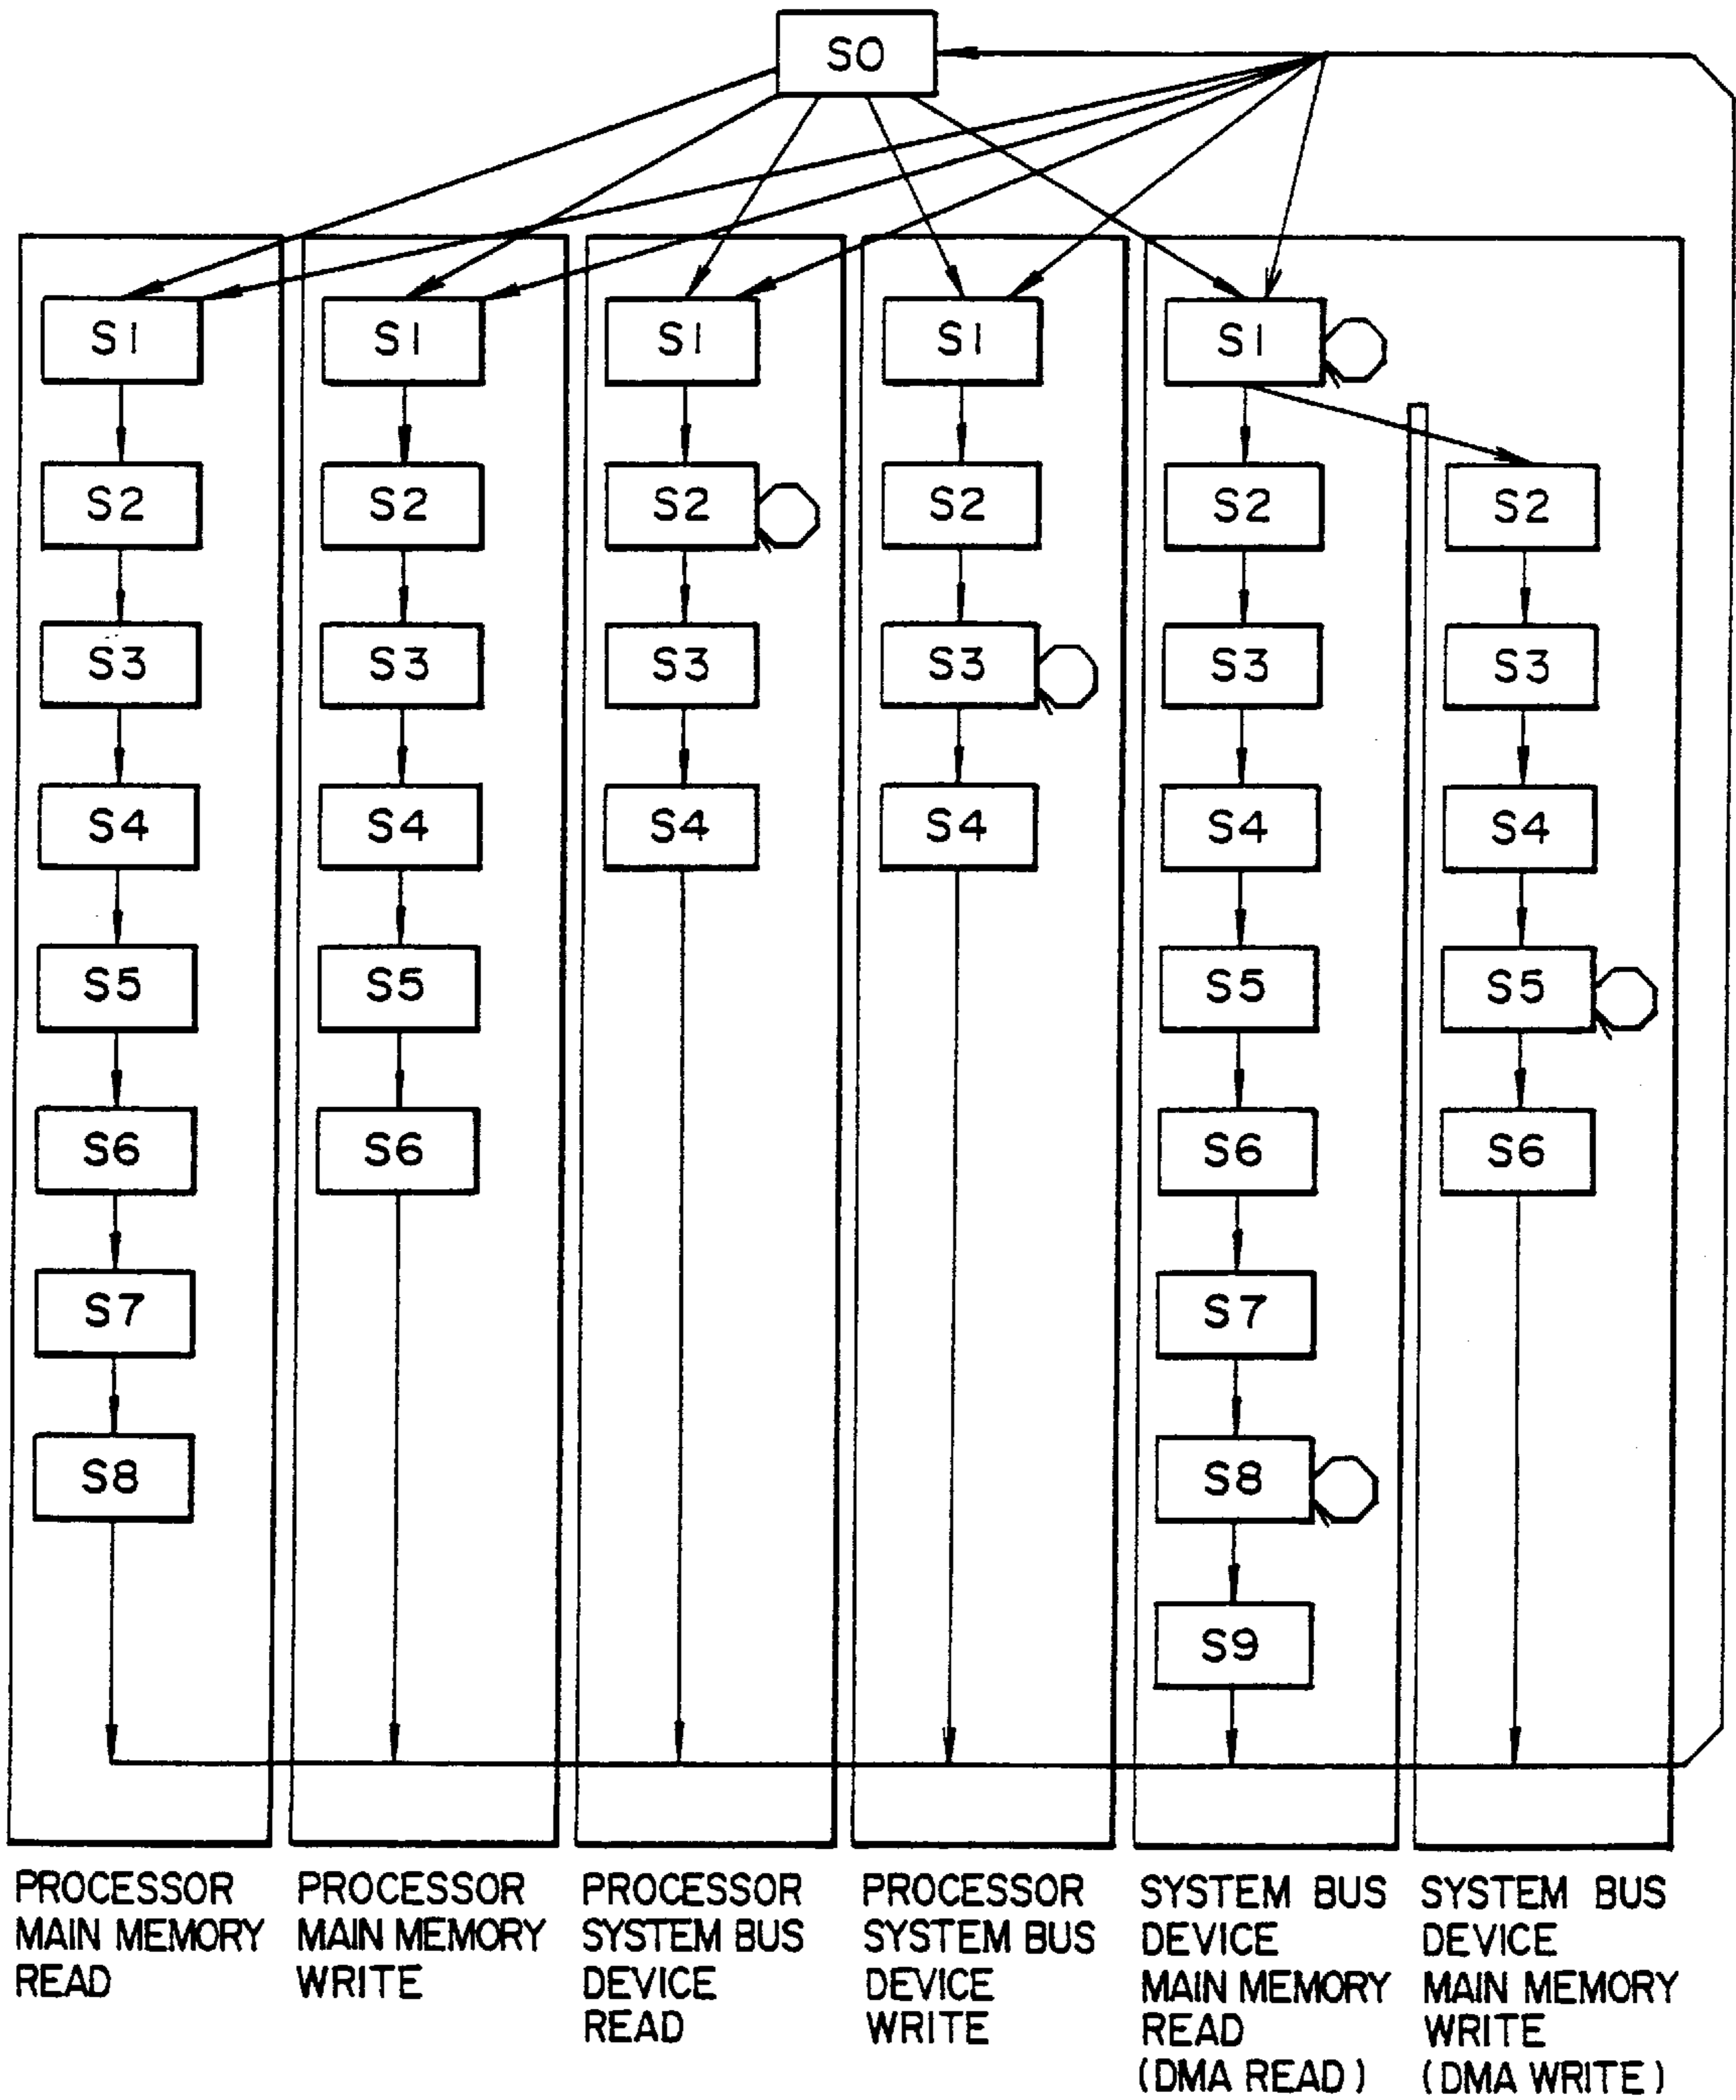 S0
S1 S1 S1 S1 S1
S2 S2 S2 S2 S2 S2
S3 S3 S3 S3 S3 S3
S4 S4 S4 S4 S4 S4
S5 S5 S5 S5
S6 S6 S6 S6
S7 S7
S8 S8
S9
PROCESSOR
MAIN MEMORY
READ
PROCESSOR
MAIN MEMORY
WRITE
PROCESSOR
SYSTEM BUS
DEVICE
READ
PROCESSOR
SYSTEM BUS
DEVICE
WRITE
SYSTEM BUS
DEVICE
MAIN MEMORY
READ
(DMA READ)
SYSTEM BUS
DEVICE
MAIN MEMORY
WRITE
(DMA WRITE)